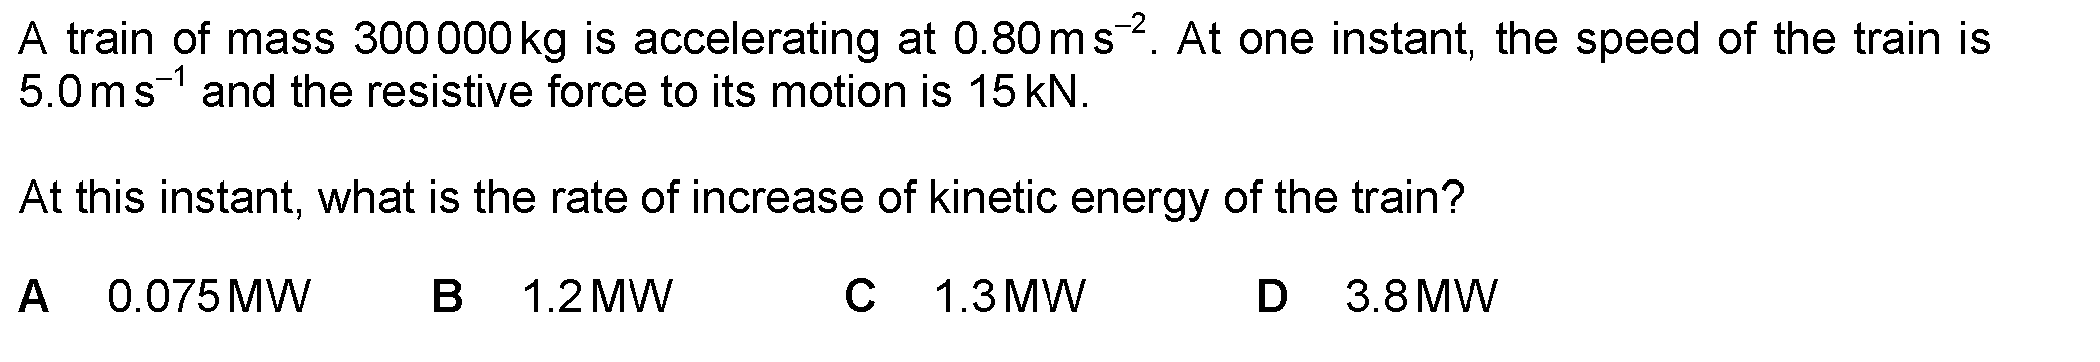 A train of mass 300 000 kg is accelerating at 0.80 m s⁻². At one instant, the speed of the train is
5.0 m s⁻¹ and the resistive force to its motion is 15 kN.
At this instant, what is the rate of increase of kinetic energy of the train?
A 0.075 MW B 1.2 MW C 1.3 MW D 3.8 MW